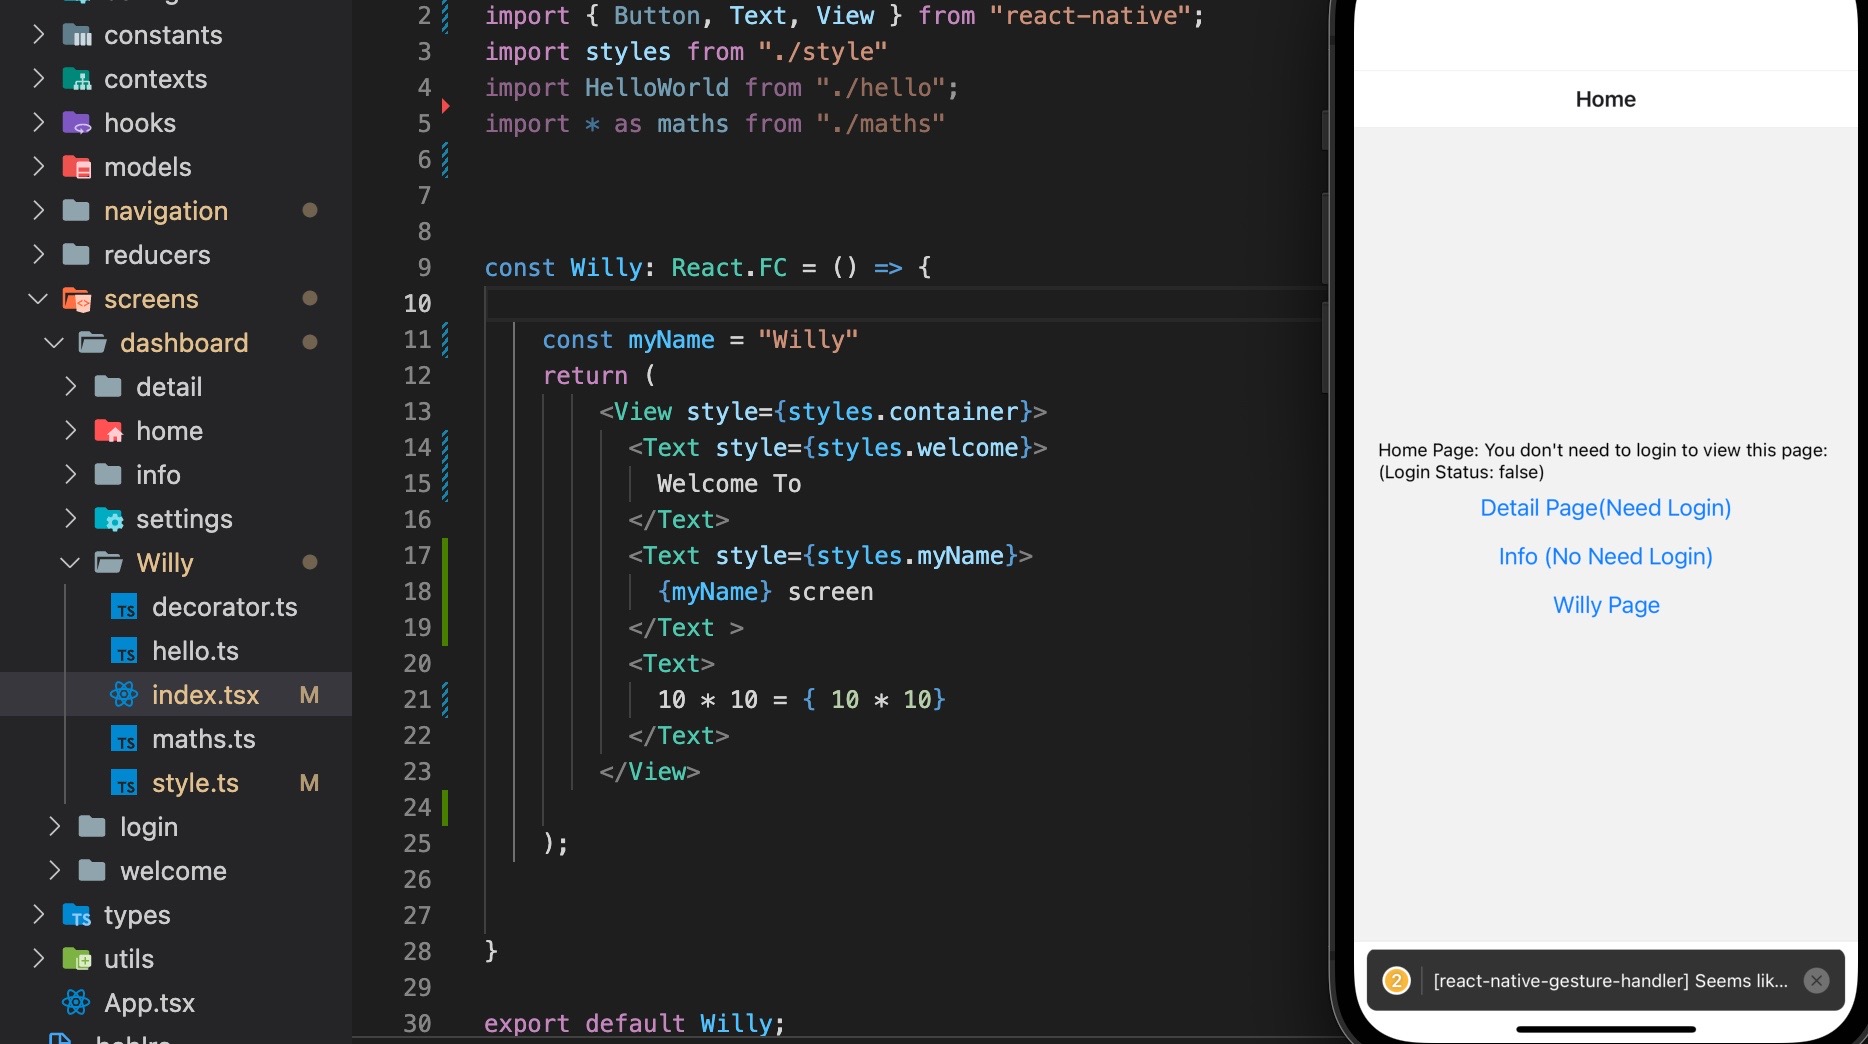 constants
contexts
hooks
models
navigation
reducers
screens
dashboard
detail
home
info
settings
Willy
decorator.ts
hello.ts
index.tsx M
maths.ts
style.ts M
login
welcome
types
utils
App.tsx
2 import { Button, Text, View } from "react-native";
3 import styles from "./style"
4 import HelloWorld from "./hello";
5 import * as maths from "./maths"
6
7
8
9 const Willy: React.FC = () => {
10
11 const myName = "Willy"
12 return (
13 <View style={styles.container}>
14 <Text style={styles.welcome}>
15 Welcome To
16 </Text>
17 <Text style={styles.myName}>
18 {myName} screen
19 </Text >
20 <Text>
21 10 * 10 = { 10 * 10}
22 </Text>
23 </View>
24
25 );
26
27
28 }
29
30 export default Willy;
Home
Home Page: You don't need to login to view this page:
(Login Status: false)
Detail Page(Need Login)
Info (No Need Login)
Willy Page
2 [react-native-gesture-handler] Seems lik...